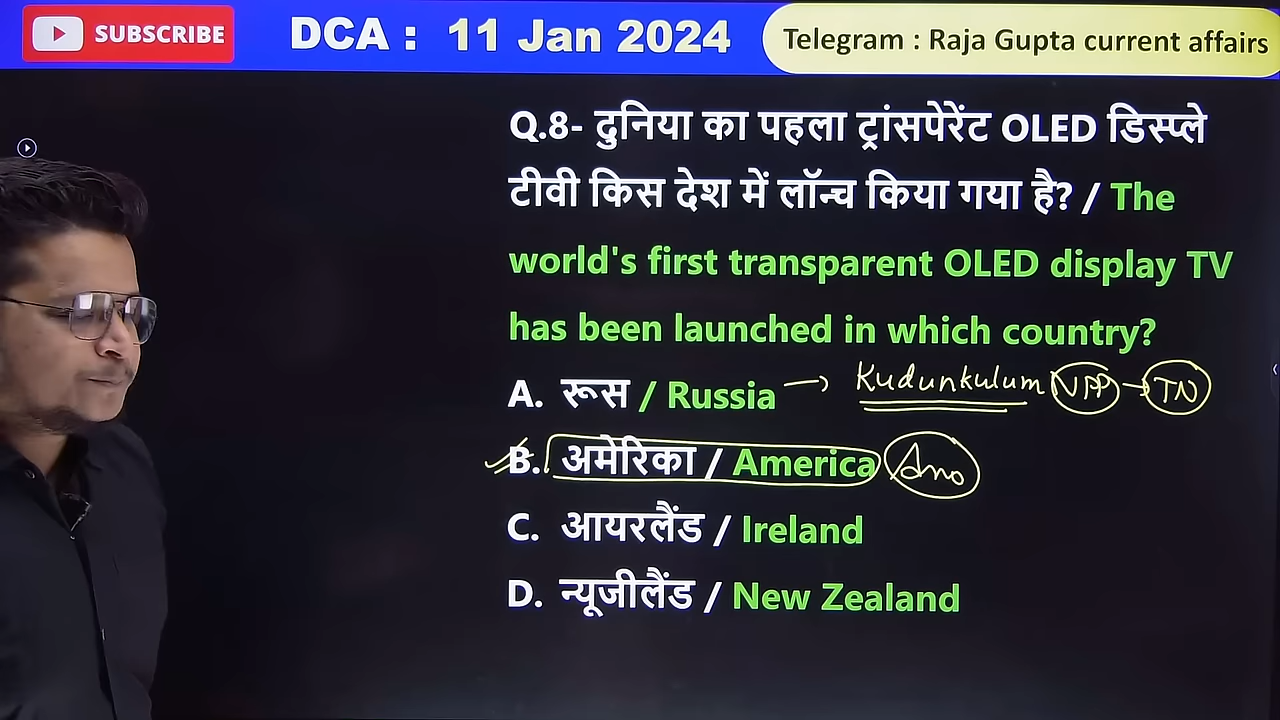 SUBSCRIBE
DCA : 11 Jan 2024
Telegram : Raja Gupta current affairs
Q.8- दुनिया का पहला ट्रांसपेरेंट OLED डिस्प्ले
टीवी किस देश में लॉन्च किया गया है? / The
world's first transparent OLED display TV
has been launched in which country?
A. रूस / Russia → Kudunkulum NPP → TN
B. अमेरिका / America Ans
C. आयरलैंड / Ireland
D. न्यूजीलैंड / New Zealand